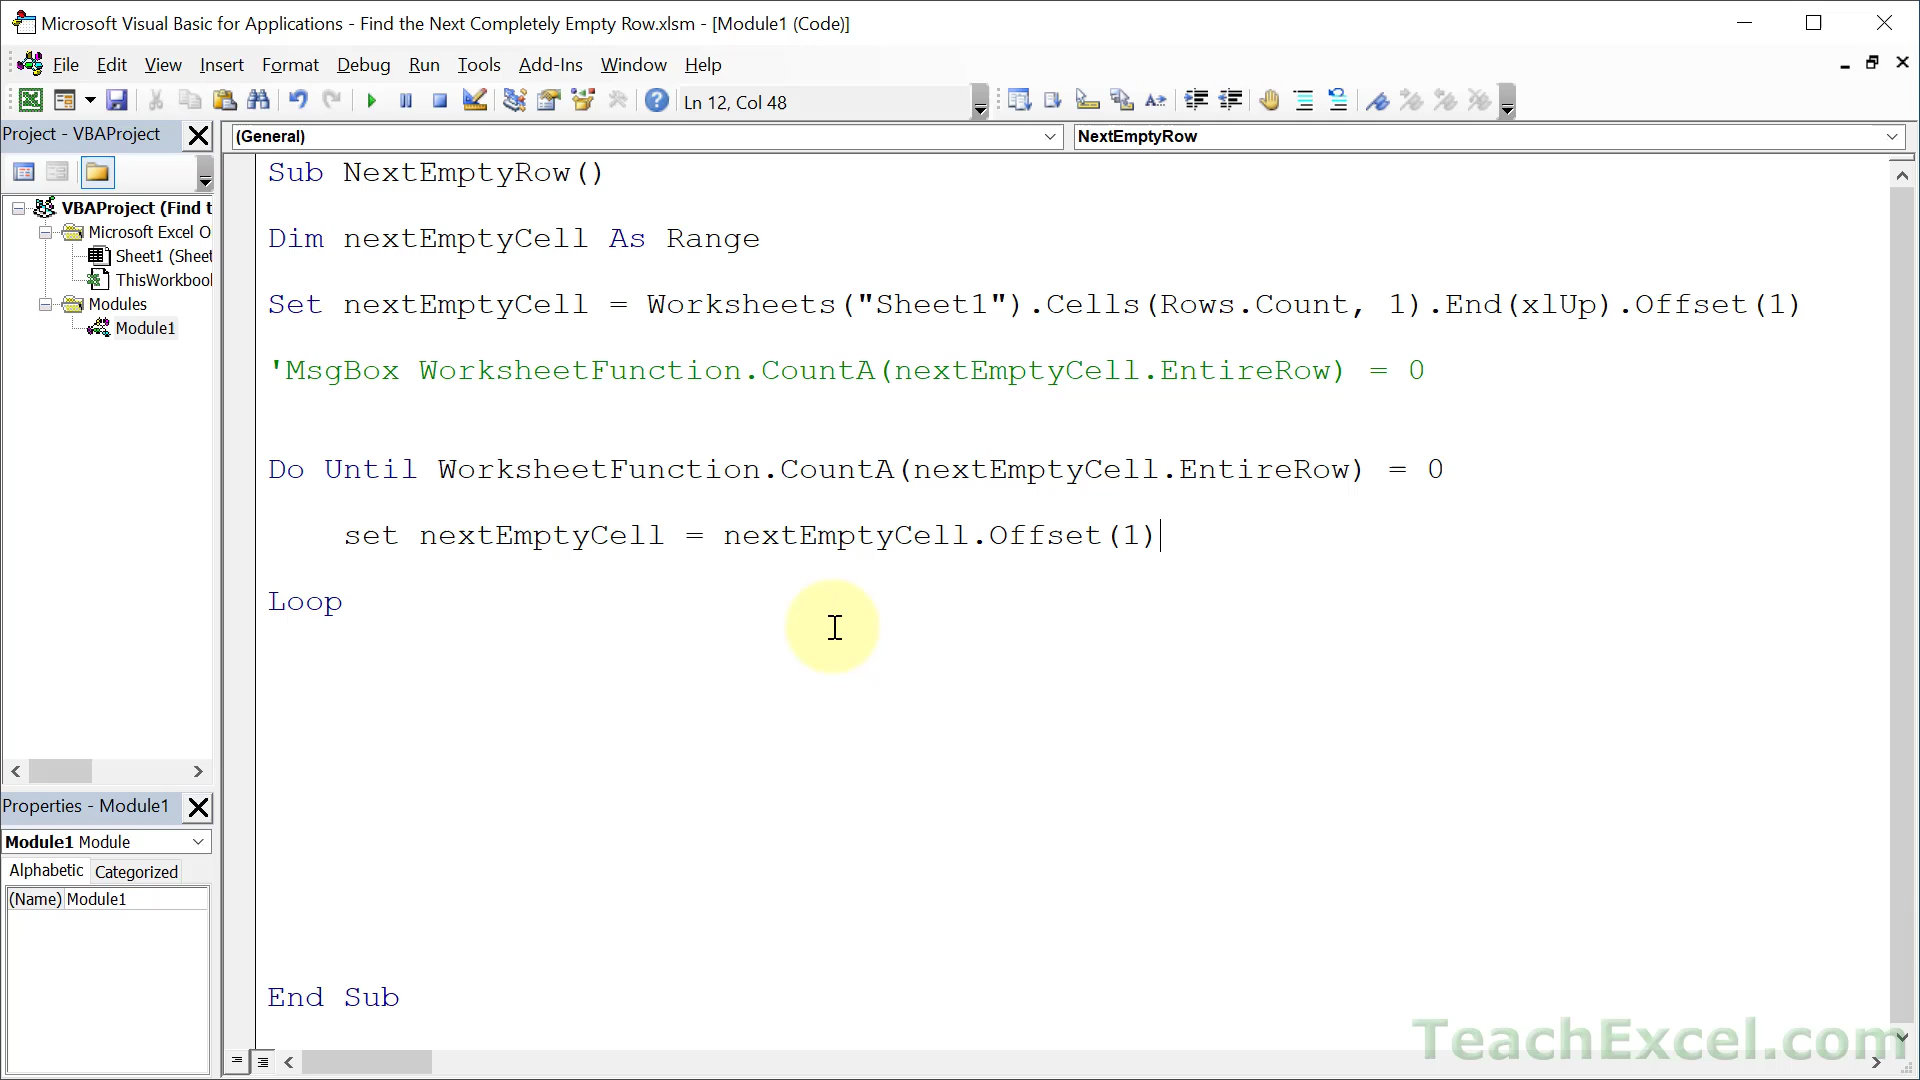 Microsoft Visual Basic for Applications - Find the Next Completely Empty Row.xlsm - [Module1 (Code)]
File Edit View Insert Format Debug Run Tools Add-Ins Window Help
Ln 12, Col 48
Project - VBAProject
(General)
NextEmptyRow
VBAProject (Find t
Microsoft Excel O
Sheet1 (Sheet
ThisWorkbook
Modules
Module1
Sub NextEmptyRow()
Dim nextEmptyCell As Range
Set nextEmptyCell = Worksheets("Sheet1").Cells(Rows.Count, 1).End(xlUp).Offset(1)
'MsgBox WorksheetFunction.CountA(nextEmptyCell.EntireRow) = 0
Do Until WorksheetFunction.CountA(nextEmptyCell.EntireRow) = 0
set nextEmptyCell = nextEmptyCell.Offset(1)
Loop
End Sub
Properties - Module1
Module1 Module
Alphabetic Categorized
(Name) Module1
TeachExcel.com